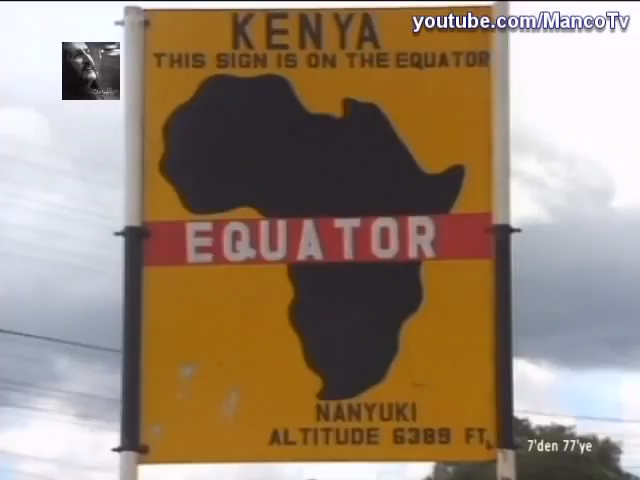 youtube.com/MancoTv
KENYA
THIS SIGN IS ON THE EQUATOR
EQUATOR
NANYUKI
ALTITUDE 6389 FT.
7'den 77'ye